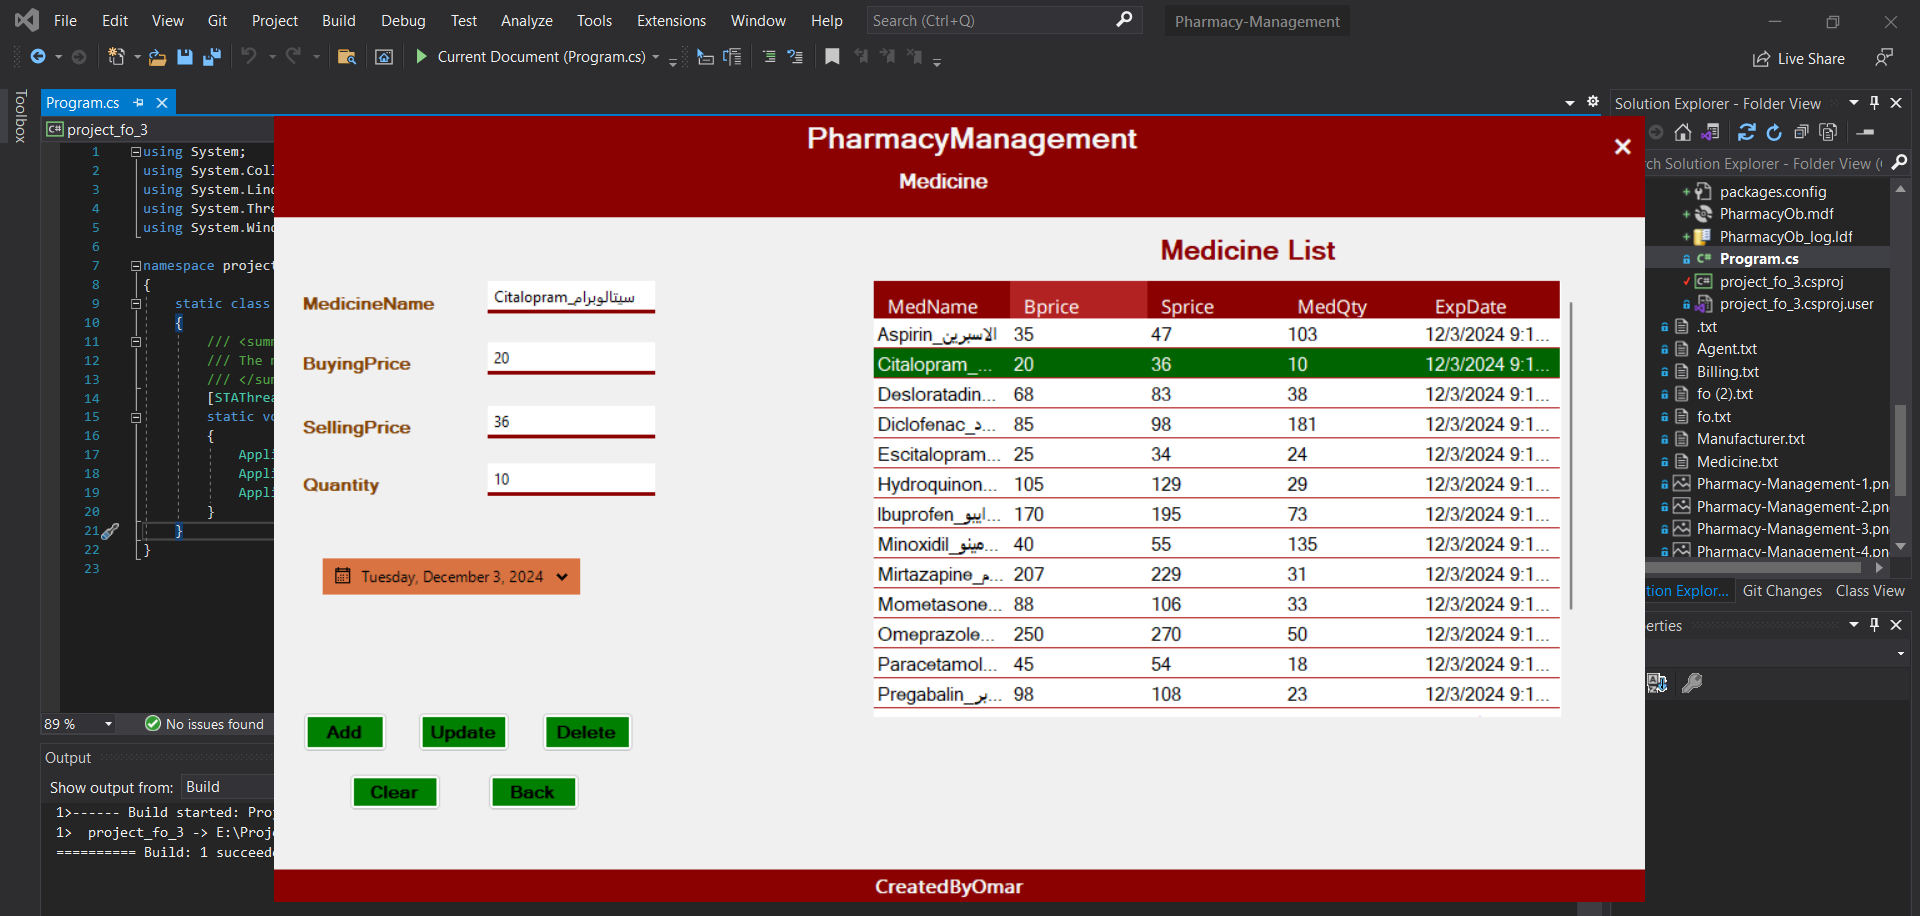 File Edit View Git Project Build Debug Test Analyze Tools Extensions Window Help Search (Ctrl+Q) Pharmacy-Management
Current Document (Program.cs) Live Share
Toolbox
Program.cs
project_fo_3
1 using System;
2 using System.Coll
3 using System.Linq
4 using System.Thre
5 using System.Wind
6
7 namespace project
8 {
9 static class
10 {
11 /// <summ
12 /// The m
13 /// </sum
14 [STAThrea
15 static vo
16 {
17 Appli
18 Appli
19 Appli
20 }
21 }
22 }
23
89 % No issues found
Output
Show output from: Build
1>------ Build started: Proj
1> project_fo_3 -> E:\Proje
========== Build: 1 succeede
PharmacyManagement
Medicine
MedicineName Citalopram_سيتالوبرام
BuyingPrice 20
SellingPrice 36
Quantity 10
Tuesday, December 3, 2024
Add Update Delete
Clear Back
Medicine List
MedName Bprice Sprice MedQty ExpDate
Aspirin_الاسبرين 35 47 103 12/3/2024 9:1...
Citalopram_... 20 36 10 12/3/2024 9:1...
Desloratadin... 68 83 38 12/3/2024 9:1...
Diclofenac_د... 85 98 181 12/3/2024 9:1...
Escitalopram... 25 34 24 12/3/2024 9:1...
Hydroquinon... 105 129 29 12/3/2024 9:1...
Ibuprofen_ايبو... 170 195 73 12/3/2024 9:1...
Minoxidil_مينو... 40 55 135 12/3/2024 9:1...
Mirtazapine_م... 207 229 31 12/3/2024 9:1...
Mometasone... 88 106 33 12/3/2024 9:1...
Omeprazole... 250 270 50 12/3/2024 9:1...
Paracetamol... 45 54 18 12/3/2024 9:1...
Pregabalin_بر... 98 108 23 12/3/2024 9:1...
CreatedByOmar
Solution Explorer - Folder View
rch Solution Explorer - Folder View (
packages.config
PharmacyOb.mdf
PharmacyOb_log.ldf
Program.cs
project_fo_3.csproj
project_fo_3.csproj.user
.txt
Agent.txt
Billing.txt
fo (2).txt
fo.txt
Manufacturer.txt
Medicine.txt
Pharmacy-Management-1.pn
Pharmacy-Management-2.pn
Pharmacy-Management-3.pn
Pharmacy-Management-4.pn
tion Explor... Git Changes Class View
erties